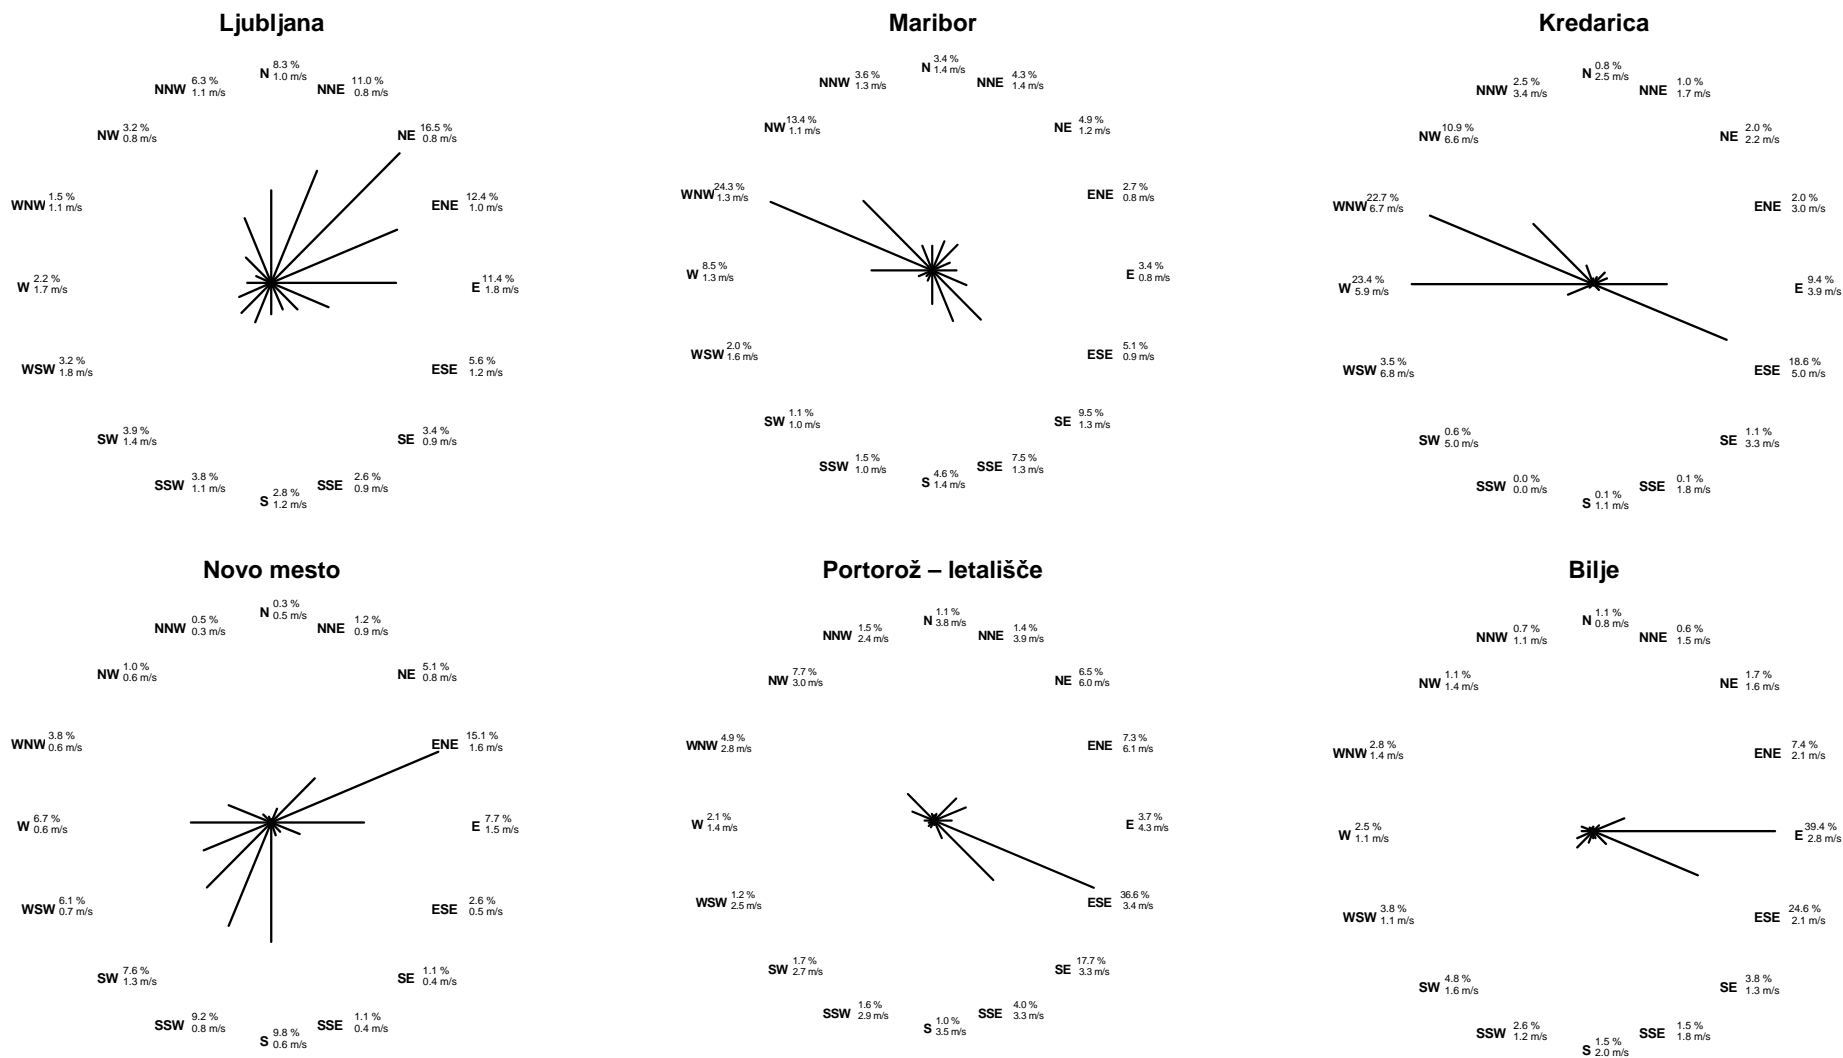 Ljubljana
N 8.3 %
1.0 m/s
NNE 11.0 %
0.8 m/s
NE 16.5 %
0.8 m/s
ENE 12.4 %
1.0 m/s
E 11.4 %
1.8 m/s
ESE 5.6 %
1.2 m/s
SE 3.4 %
0.9 m/s
SSE 2.6 %
0.9 m/s
S 2.8 %
1.2 m/s
SSW 3.8 %
1.1 m/s
SW 3.9 %
1.4 m/s
WSW 3.2 %
1.8 m/s
W 2.2 %
1.7 m/s
WNW 1.5 %
1.1 m/s
NW 3.2 %
0.8 m/s
NNW 6.3 %
1.1 m/s
Maribor
N 3.4 %
1.4 m/s
NNE 4.3 %
1.4 m/s
NE 4.9 %
1.2 m/s
ENE 2.7 %
0.8 m/s
E 3.4 %
0.8 m/s
ESE 5.1 %
0.9 m/s
SE 9.5 %
1.3 m/s
SSE 7.5 %
1.3 m/s
S 4.6 %
1.4 m/s
SSW 1.5 %
1.0 m/s
SW 1.1 %
1.0 m/s
WSW 2.0 %
1.6 m/s
W 8.5 %
1.3 m/s
WNW 24.3 %
1.3 m/s
NW 13.4 %
1.1 m/s
NNW 3.6 %
1.3 m/s
Kredarica
N 0.8 %
2.5 m/s
NNE 1.0 %
1.7 m/s
NE 2.0 %
2.2 m/s
ENE 2.0 %
3.0 m/s
E 9.4 %
3.9 m/s
ESE 18.6 %
5.0 m/s
SE 1.1 %
3.3 m/s
SSE 0.1 %
1.8 m/s
S 0.1 %
1.1 m/s
SSW 0.0 %
0.0 m/s
SW 0.6 %
5.0 m/s
WSW 3.5 %
6.8 m/s
W 23.4 %
5.9 m/s
WNW 22.7 %
6.7 m/s
NW 10.9 %
6.6 m/s
NNW 2.5 %
3.4 m/s
Novo mesto
N 0.3 %
0.5 m/s
NNE 1.2 %
0.9 m/s
NE 5.1 %
0.8 m/s
ENE 15.1 %
1.6 m/s
E 7.7 %
1.5 m/s
ESE 2.6 %
0.5 m/s
SE 1.1 %
0.4 m/s
SSE 1.1 %
0.4 m/s
S 9.8 %
0.6 m/s
SSW 9.2 %
0.8 m/s
SW 7.6 %
1.3 m/s
WSW 6.1 %
0.7 m/s
W 6.7 %
0.6 m/s
WNW 3.8 %
0.6 m/s
NW 1.0 %
0.6 m/s
NNW 0.5 %
0.3 m/s
Portorož – letališče
N 1.1 %
3.8 m/s
NNE 1.4 %
3.9 m/s
NE 6.5 %
6.0 m/s
ENE 7.3 %
6.1 m/s
E 3.7 %
4.3 m/s
ESE 36.6 %
3.4 m/s
SE 17.7 %
3.3 m/s
SSE 4.0 %
3.3 m/s
S 1.0 %
3.5 m/s
SSW 1.6 %
2.9 m/s
SW 1.7 %
2.7 m/s
WSW 1.2 %
2.5 m/s
W 2.1 %
1.4 m/s
WNW 4.9 %
2.8 m/s
NW 7.7 %
3.0 m/s
NNW 1.5 %
2.4 m/s
Bilje
N 1.1 %
0.8 m/s
NNE 0.6 %
1.5 m/s
NE 1.7 %
1.6 m/s
ENE 7.4 %
2.1 m/s
E 39.4 %
2.8 m/s
ESE 24.6 %
2.1 m/s
SE 3.8 %
1.3 m/s
SSE 1.5 %
1.8 m/s
S 1.5 %
2.0 m/s
SSW 2.6 %
1.2 m/s
SW 4.8 %
1.6 m/s
WSW 3.8 %
1.1 m/s
W 2.5 %
1.1 m/s
WNW 2.8 %
1.4 m/s
NW 1.1 %
1.4 m/s
NNW 0.7 %
1.1 m/s